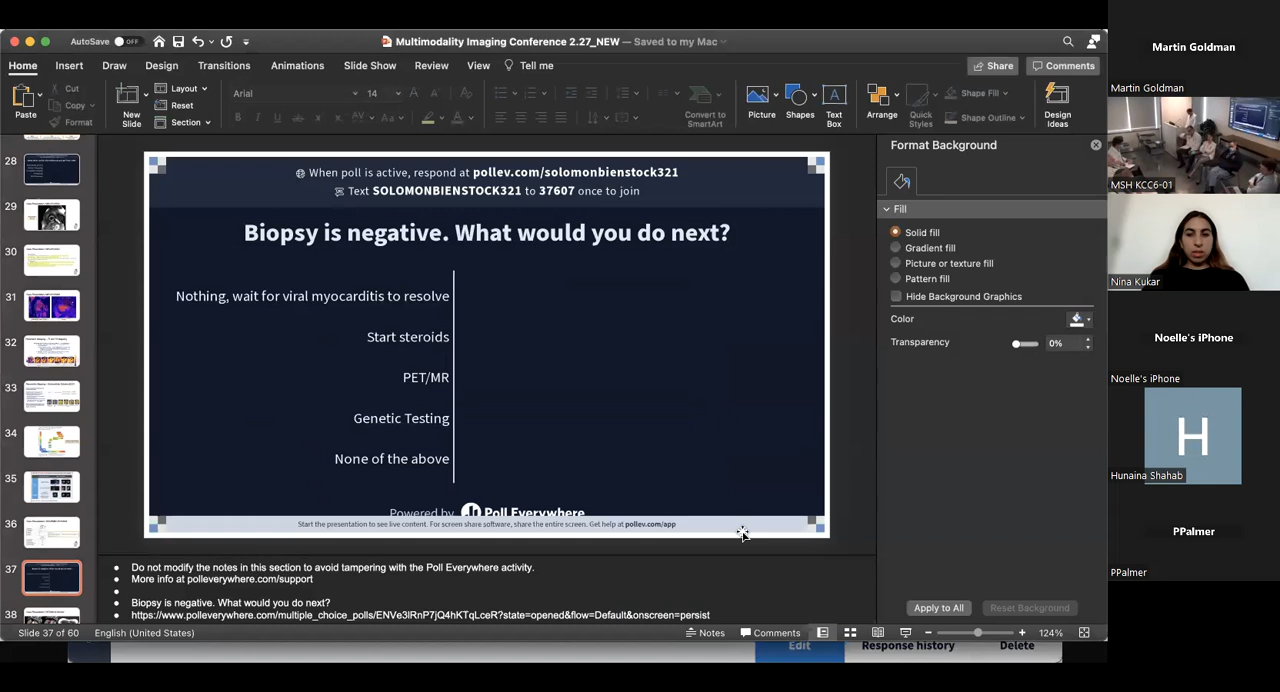 AutoSave OFF
Multimodality Imaging Conference 2.27_NEW — Saved to my Mac
Home Insert Draw Design Transitions Animations Slide Show Review View Tell me
Share Comments
Paste
Cut
Copy
Format
New Slide
Layout
Reset
Section
Arial 14
Convert to SmartArt
Picture
Shapes
Text Box
Arrange
Quick Styles
Shape Fill
Shape Outline
Design Ideas
28
29
30
31
32
33
34
35
36
37
38
When poll is active, respond at pollev.com/solomonbienstock321
Text SOLOMONBIENSTOCK321 to 37607 once to join
Biopsy is negative. What would you do next?
Nothing, wait for viral myocarditis to resolve
Start steroids
PET/MR
Genetic Testing
None of the above
Powered by Poll Everywhere
Start the presentation to see live content. For screen share software, share the entire screen. Get help at pollev.com/app
Do not modify the notes in this section to avoid tampering with the Poll Everywhere activity.
More info at polleverywhere.com/support
Biopsy is negative. What would you do next?
https://www.polleverywhere.com/multiple_choice_polls/ENVe3lRnP7jQ4hKTqLceR?state=opened&flow=Default&onscreen=persist
Format Background
Fill
Solid fill
Gradient fill
Picture or texture fill
Pattern fill
Hide Background Graphics
Color
Transparency 0%
Apply to All Reset Background
Slide 37 of 60 English (United States) Notes Comments 124%
Edit Response history Delete
Martin Goldman
Martin Goldman
MSH KCC6-01
Nina Kukar
Noelle's iPhone
Noelle's iPhone
H
Hunaina Shahab
PPalmer
PPalmer